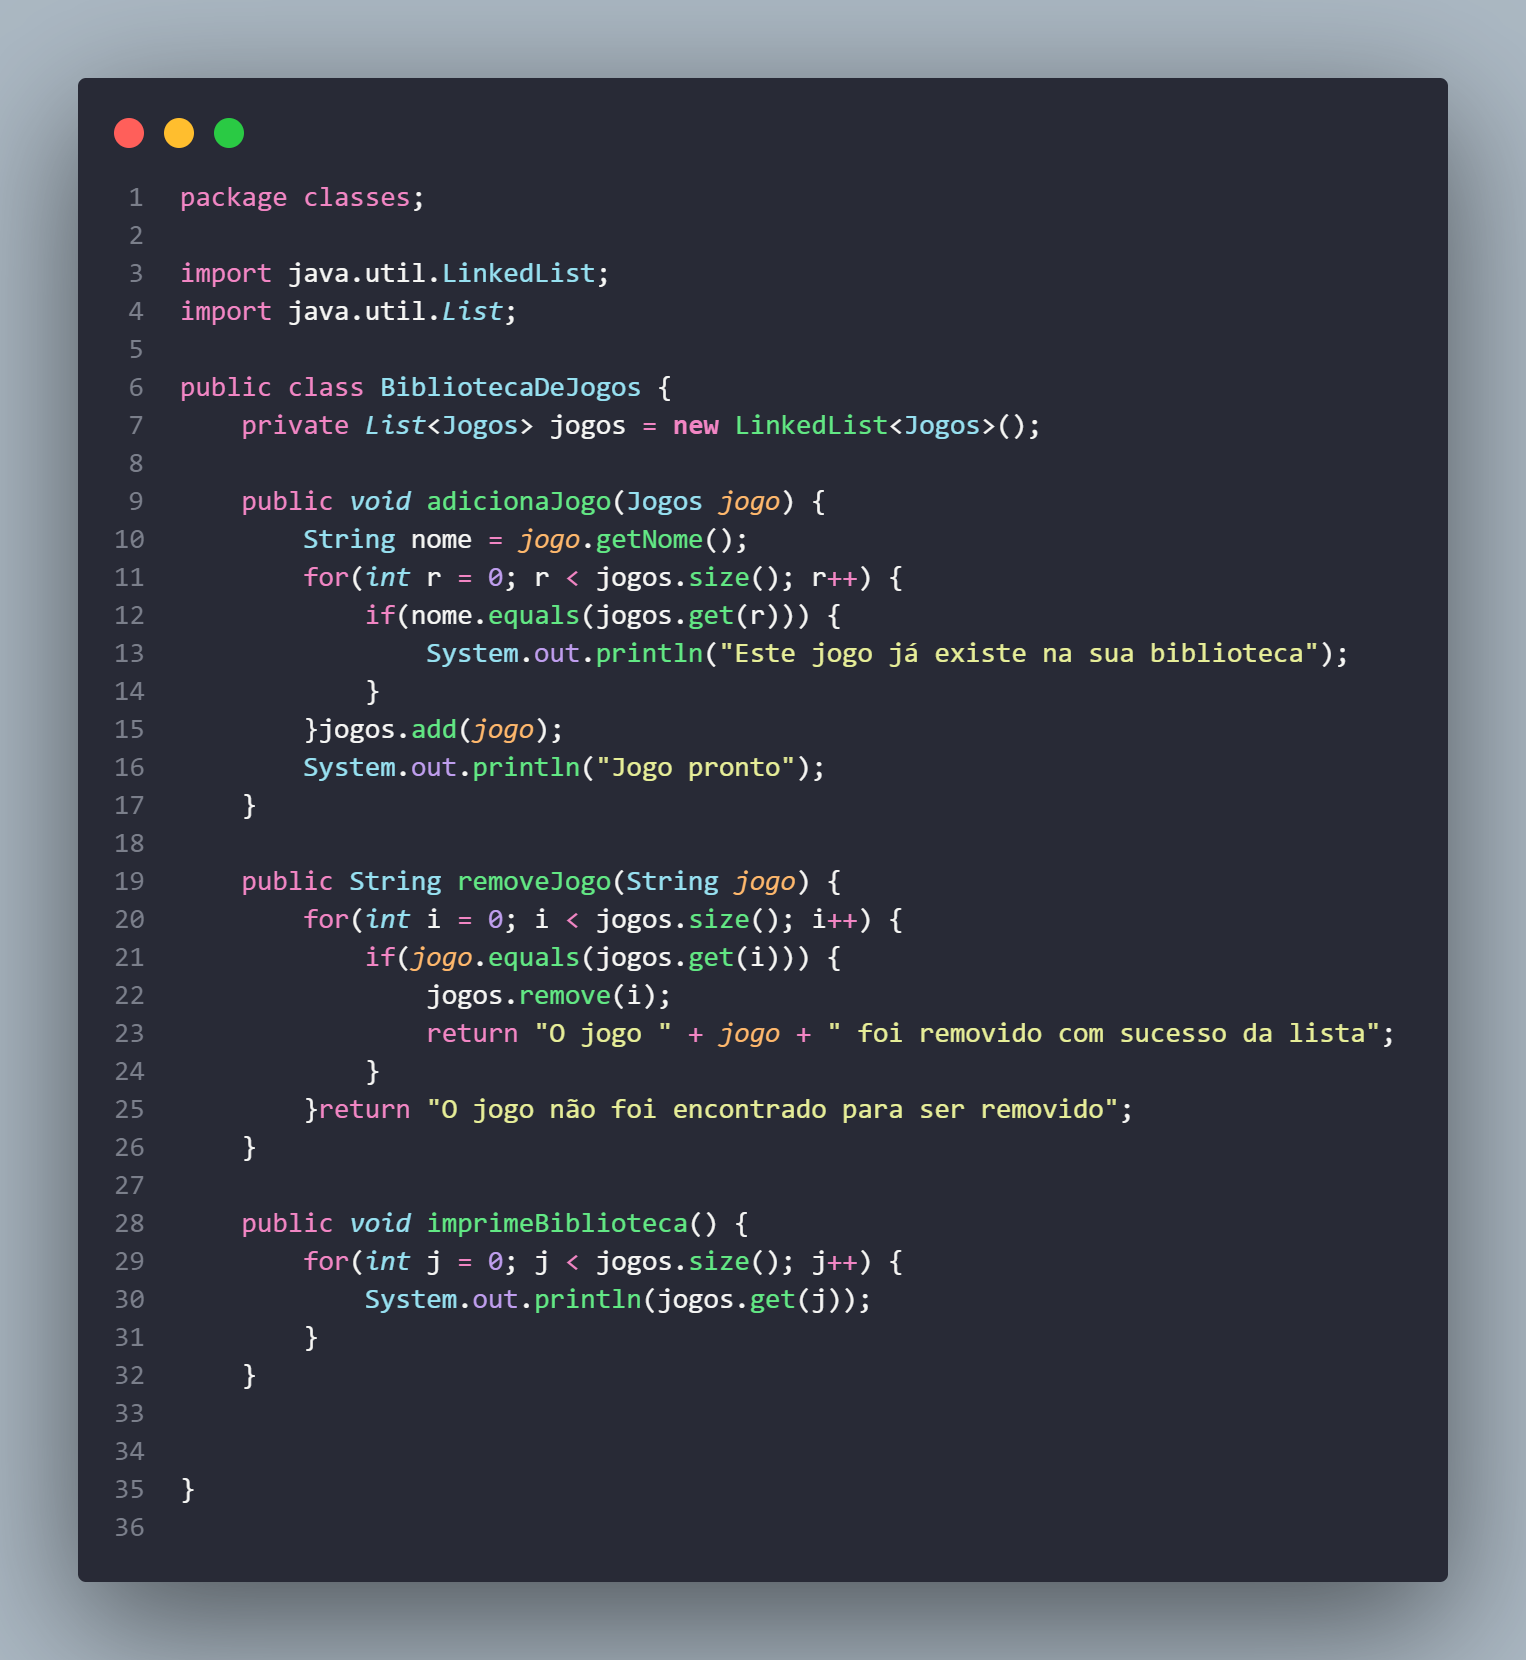 1 package classes;
2
3 import java.util.LinkedList;
4 import java.util.List;
5
6 public class BibliotecaDeJogos {
7     private List<Jogos> jogos = new LinkedList<Jogos>();
8
9     public void adicionaJogo(Jogos jogo) {
10         String nome = jogo.getNome();
11         for(int r = 0; r < jogos.size(); r++) {
12             if(nome.equals(jogos.get(r))) {
13                 System.out.println("Este jogo já existe na sua biblioteca");
14             }
15         }jogos.add(jogo);
16         System.out.println("Jogo pronto");
17     }
18
19     public String removeJogo(String jogo) {
20         for(int i = 0; i < jogos.size(); i++) {
21             if(jogo.equals(jogos.get(i))) {
22                 jogos.remove(i);
23                 return "O jogo " + jogo + " foi removido com sucesso da lista";
24             }
25         }return "O jogo não foi encontrado para ser removido";
26     }
27
28     public void imprimeBiblioteca() {
29         for(int j = 0; j < jogos.size(); j++) {
30             System.out.println(jogos.get(j));
31         }
32     }
33
34
35 }
36